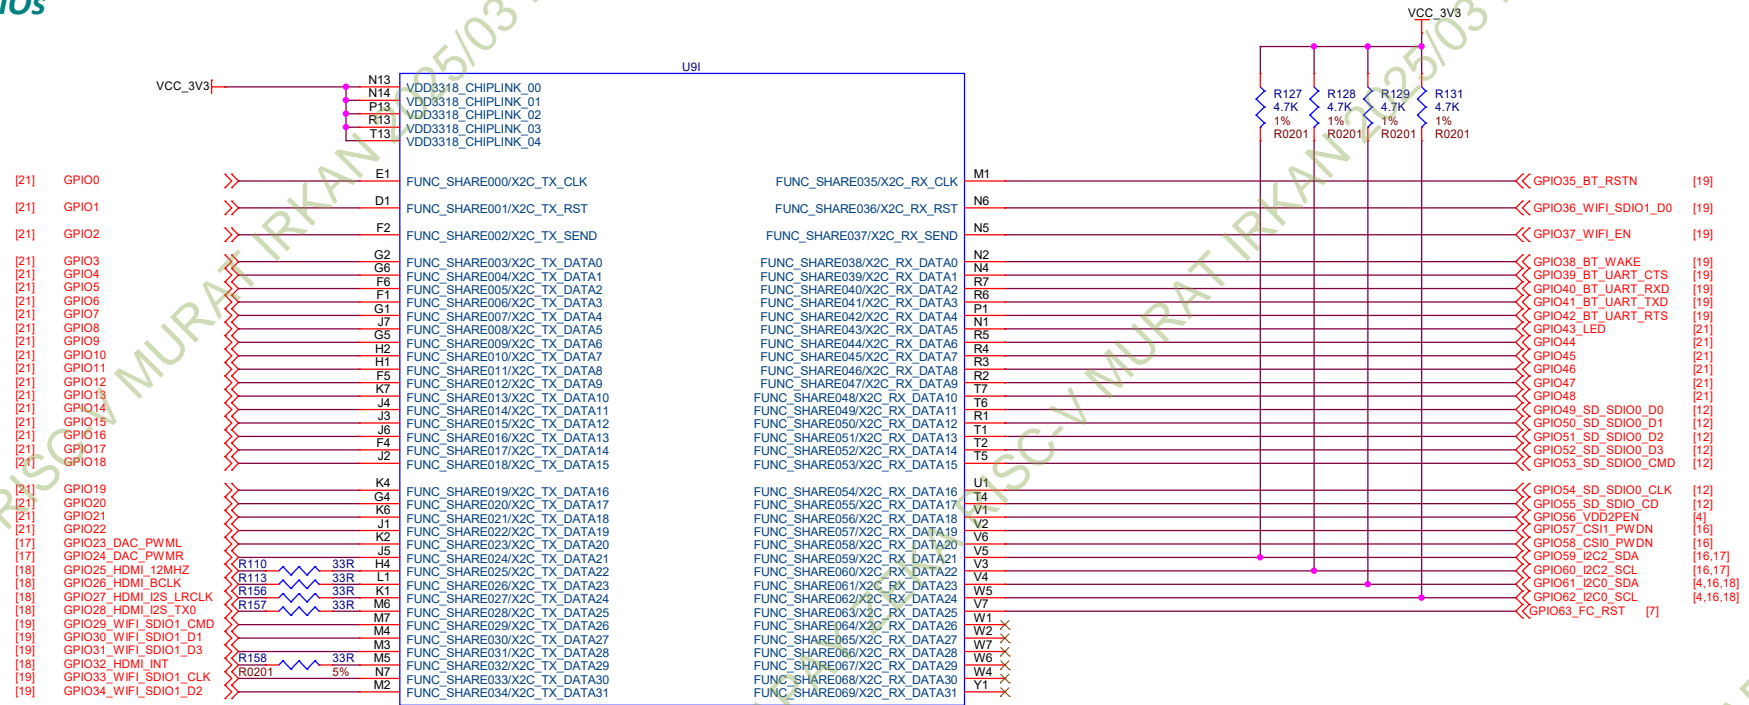 IOs
VCC_3V3
U9I
VCC_3V3
N13 VDD3318_CHIPLINK_00
N14 VDD3318_CHIPLINK_01
P13 VDD3318_CHIPLINK_02
R13 VDD3318_CHIPLINK_03
T13 VDD3318_CHIPLINK_04
R127 R128 R129 R131
4.7K 4.7K 4.7K 4.7K
1% 1% 1% 1%
R0201 R0201 R0201 R0201
[21] GPIO0 E1 FUNC_SHARE000/X2C_TX_CLK FUNC_SHARE035/X2C_RX_CLK M1 GPIO35_BT_RSTN [19]
[21] GPIO1 D1 FUNC_SHARE001/X2C_TX_RST FUNC_SHARE036/X2C_RX_RST N6 GPIO36_WIFI_SDIO1_D0 [19]
[21] GPIO2 F2 FUNC_SHARE002/X2C_TX_SEND FUNC_SHARE037/X2C_RX_SEND N5 GPIO37_WIFI_EN [19]
[21] GPIO3 G2 FUNC_SHARE003/X2C_TX_DATA0 FUNC_SHARE038/X2C_RX_DATA0 N2 GPIO38_BT_WAKE [19]
[21] GPIO4 G6 FUNC_SHARE004/X2C_TX_DATA1 FUNC_SHARE039/X2C_RX_DATA1 N4 GPIO39_BT_UART_CTS [19]
[21] GPIO5 F6 FUNC_SHARE005/X2C_TX_DATA2 FUNC_SHARE040/X2C_RX_DATA2 R7 GPIO40_BT_UART_RXD [19]
[21] GPIO6 F1 FUNC_SHARE006/X2C_TX_DATA3 FUNC_SHARE041/X2C_RX_DATA3 R6 GPIO41_BT_UART_TXD [19]
[21] GPIO7 G1 FUNC_SHARE007/X2C_TX_DATA4 FUNC_SHARE042/X2C_RX_DATA4 P1 GPIO42_BT_UART_RTS [19]
[21] GPIO8 J7 FUNC_SHARE008/X2C_TX_DATA5 FUNC_SHARE043/X2C_RX_DATA5 N1 GPIO43_LED [21]
[21] GPIO9 G5 FUNC_SHARE009/X2C_TX_DATA6 FUNC_SHARE044/X2C_RX_DATA6 R5 GPIO44 [21]
[21] GPIO10 H2 FUNC_SHARE010/X2C_TX_DATA7 FUNC_SHARE045/X2C_RX_DATA7 R4 GPIO45 [21]
[21] GPIO11 H1 FUNC_SHARE011/X2C_TX_DATA8 FUNC_SHARE046/X2C_RX_DATA8 R3 GPIO46 [21]
[21] GPIO12 F5 FUNC_SHARE012/X2C_TX_DATA9 FUNC_SHARE047/X2C_RX_DATA9 R2 GPIO47 [21]
[21] GPIO13 K7 FUNC_SHARE013/X2C_TX_DATA10 FUNC_SHARE048/X2C_RX_DATA10 T7 GPIO48 [21]
[21] GPIO14 J4 FUNC_SHARE014/X2C_TX_DATA11 FUNC_SHARE049/X2C_RX_DATA11 T6 GPIO49_SD_SDIO0_D0 [12]
[21] GPIO15 J3 FUNC_SHARE015/X2C_TX_DATA12 FUNC_SHARE050/X2C_RX_DATA12 R1 GPIO50_SD_SDIO0_D1 [12]
[21] GPIO16 J6 FUNC_SHARE016/X2C_TX_DATA13 FUNC_SHARE051/X2C_RX_DATA13 T1 GPIO51_SD_SDIO0_D2 [12]
[21] GPIO17 F4 FUNC_SHARE017/X2C_TX_DATA14 FUNC_SHARE052/X2C_RX_DATA14 T2 GPIO52_SD_SDIO0_D3 [12]
[21] GPIO18 J2 FUNC_SHARE018/X2C_TX_DATA15 FUNC_SHARE053/X2C_RX_DATA15 T5 GPIO53_SD_SDIO0_CMD [12]
[21] GPIO19 K4 FUNC_SHARE019/X2C_TX_DATA16 FUNC_SHARE054/X2C_RX_DATA16 U1 GPIO54_SD_SDIO0_CLK [12]
[21] GPIO20 G4 FUNC_SHARE020/X2C_TX_DATA17 FUNC_SHARE055/X2C_RX_DATA17 T4 GPIO55_SD_SDIO_CD [12]
[21] GPIO21 K6 FUNC_SHARE021/X2C_TX_DATA18 FUNC_SHARE056/X2C_RX_DATA18 V1 GPIO56_VDD2PEN [4]
[21] GPIO22 J1 FUNC_SHARE022/X2C_TX_DATA19 FUNC_SHARE057/X2C_RX_DATA19 V2 GPIO57_CSI1_PWDN [16]
[17] GPIO23_DAC_PWML K2 FUNC_SHARE023/X2C_TX_DATA20 FUNC_SHARE058/X2C_RX_DATA20 V6 GPIO58_CSI0_PWDN [16]
[17] GPIO24_DAC_PWMR J5 FUNC_SHARE024/X2C_TX_DATA21 FUNC_SHARE059/X2C_RX_DATA21 V5 GPIO59_I2C2_SDA [16,17]
[18] GPIO25_HDMI_12MHZ R110 33R H4 FUNC_SHARE025/X2C_TX_DATA22 FUNC_SHARE060/X2C_RX_DATA22 V3 GPIO60_I2C2_SCL [16,17]
[18] GPIO26_HDMI_BCLK R113 33R L1 FUNC_SHARE026/X2C_TX_DATA23 FUNC_SHARE061/X2C_RX_DATA23 V4 GPIO61_I2C0_SDA [4,16,18]
[18] GPIO27_HDMI_I2S_LRCLK R156 33R K1 FUNC_SHARE027/X2C_TX_DATA24 FUNC_SHARE062/X2C_RX_DATA24 W5 GPIO62_I2C0_SCL [4,16,18]
[18] GPIO28_HDMI_I2S_TX0 R157 33R M6 FUNC_SHARE028/X2C_TX_DATA25 FUNC_SHARE063/X2C_RX_DATA25 V7 GPIO63_FC_RST [7]
[19] GPIO29_WIFI_SDIO1_CMD M7 FUNC_SHARE029/X2C_TX_DATA26 FUNC_SHARE064/X2C_RX_DATA26 W1
[19] GPIO30_WIFI_SDIO1_D1 M4 FUNC_SHARE030/X2C_TX_DATA27 FUNC_SHARE065/X2C_RX_DATA27 W2
[19] GPIO31_WIFI_SDIO1_D3 M3 FUNC_SHARE031/X2C_TX_DATA28 FUNC_SHARE066/X2C_RX_DATA28 W7
[18] GPIO32_HDMI_INT R158 33R M5 FUNC_SHARE032/X2C_TX_DATA29 FUNC_SHARE067/X2C_RX_DATA29 W6
[19] GPIO33_WIFI_SDIO1_CLK R0201 5% N7 FUNC_SHARE033/X2C_TX_DATA30 FUNC_SHARE068/X2C_RX_DATA30 W4
[19] GPIO34_WIFI_SDIO1_D2 M2 FUNC_SHARE034/X2C_TX_DATA31 FUNC_SHARE069/X2C_RX_DATA31 Y1
RISC-V MURAT IRKAN 2025/03
PAY ZEKA RISC-V MURAT IRKAN 2025/03